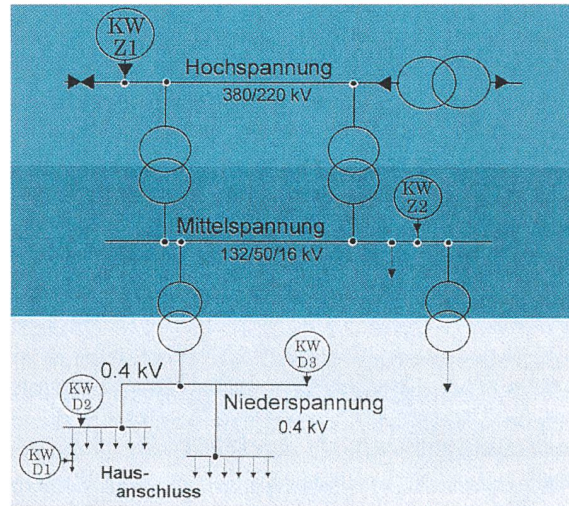 KW
Z1
Hochspannung
380/220 kV
KW
Z2
Mittelspannung
132/50/16 kV
0.4 kV
KW
D3
KW
D2
Niederspannung
0.4 kV
KW
D1
Haus-
anschluss